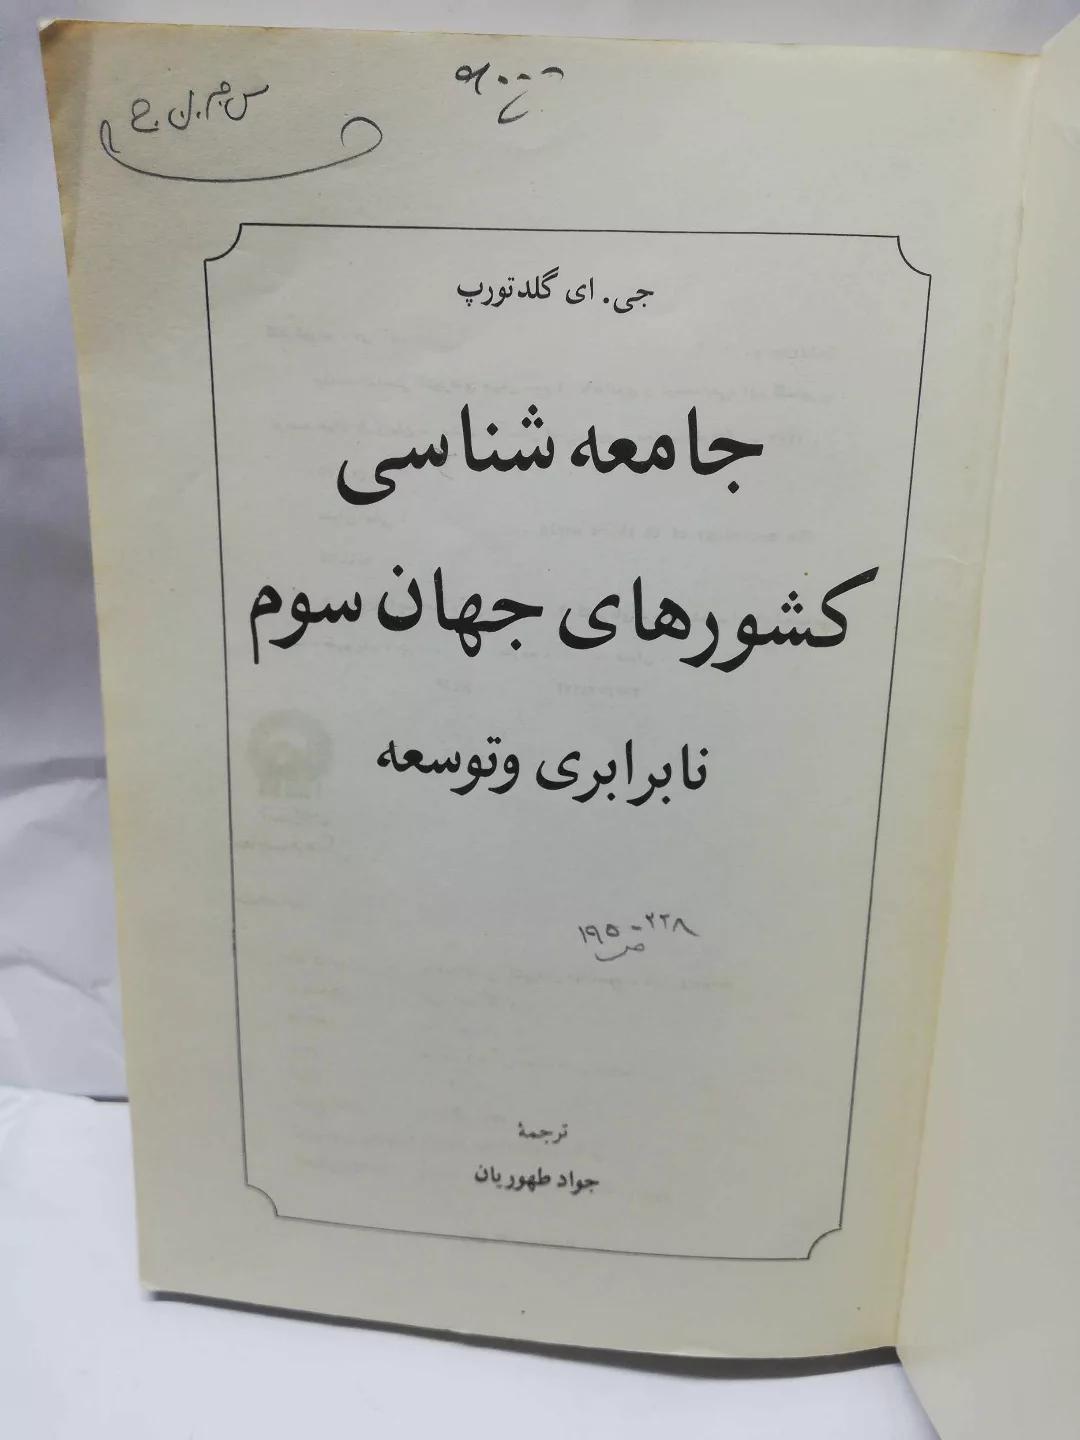 جی. ای گلدتورپ
جامعه شناسی
کشورهای جهان سوم
نابرابری وتوسعه
ص ۱۹۵-۲۲۸
ترجمهٔ
جواد طهوریان